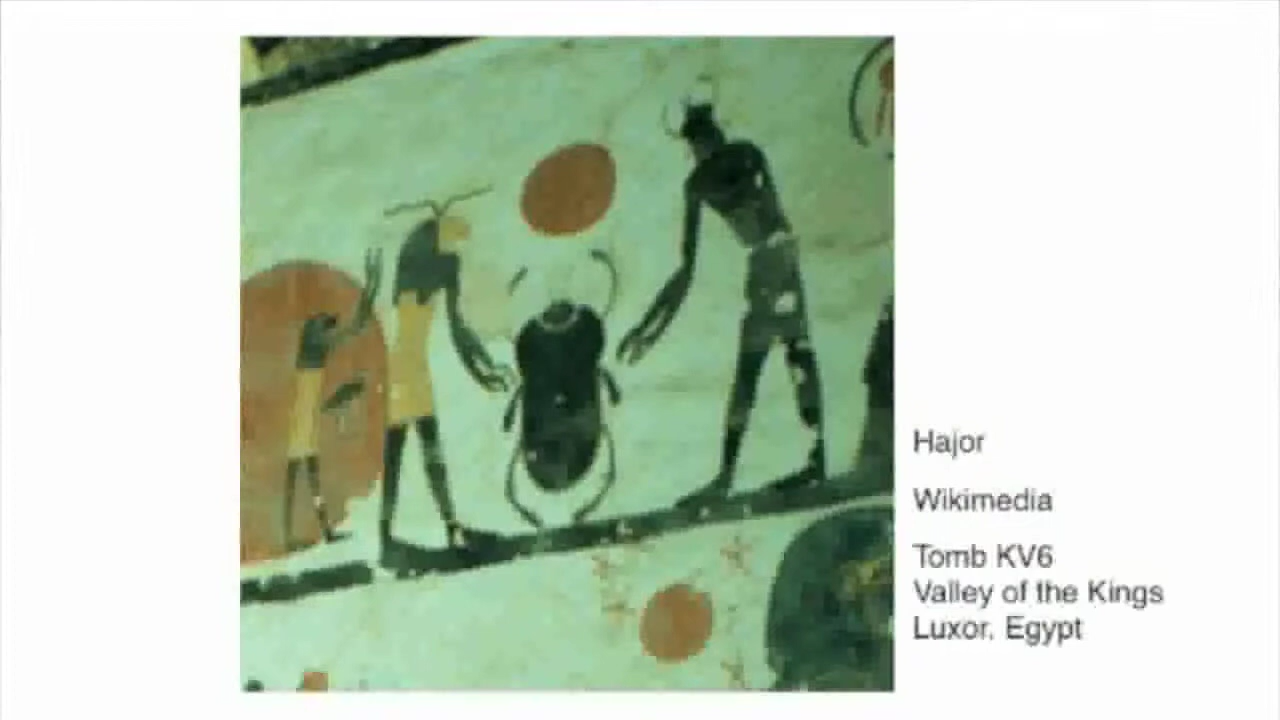 Hajor
Wikimedia
Tomb KV6
Valley of the Kings
Luxor, Egypt